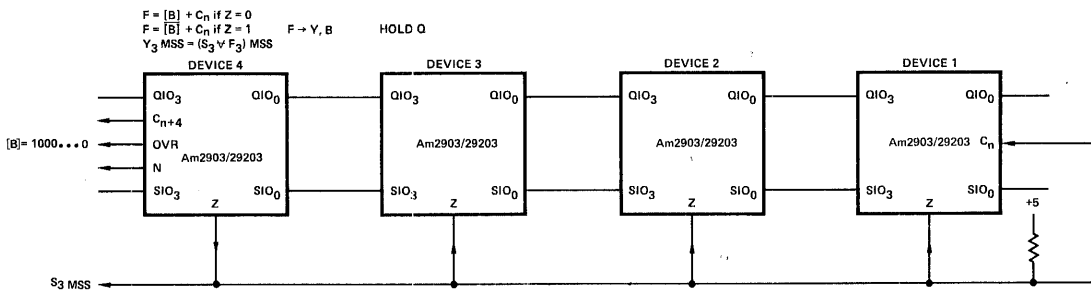 F = [B] + Cn if Z = 0
F = [B̅] + Cn if Z = 1 F → Y, B HOLD Q
Y3 MSS = (S3 ∀ F3) MSS
DEVICE 4 DEVICE 3 DEVICE 2 DEVICE 1
QIO3 QIO0 QIO3 QIO0 QIO3 QIO0 QIO3 QIO0
Cn+4
[B] = 1000•••0 OVR Am2903/29203 Am2903/29203 Am2903/29203 Am2903/29203 Cn
N
SIO3 SIO0 SIO3 SIO0 SIO3 SIO0 SIO3 SIO0
Z Z Z Z +5
S3 MSS